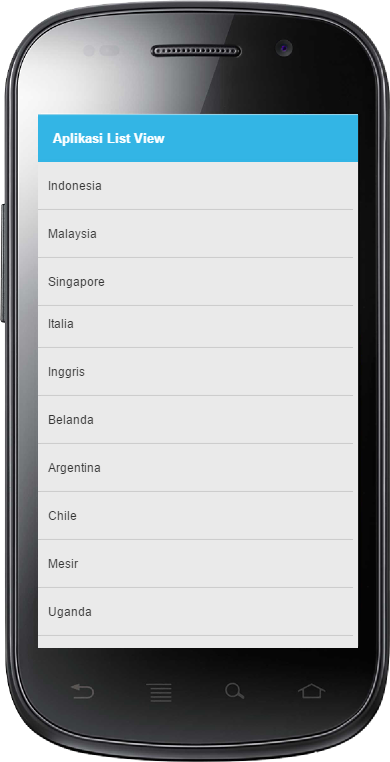 Aplikasi List View
Indonesia
Malaysia
Singapore
Italia
Inggris
Belanda
Argentina
Chile
Mesir
Uganda